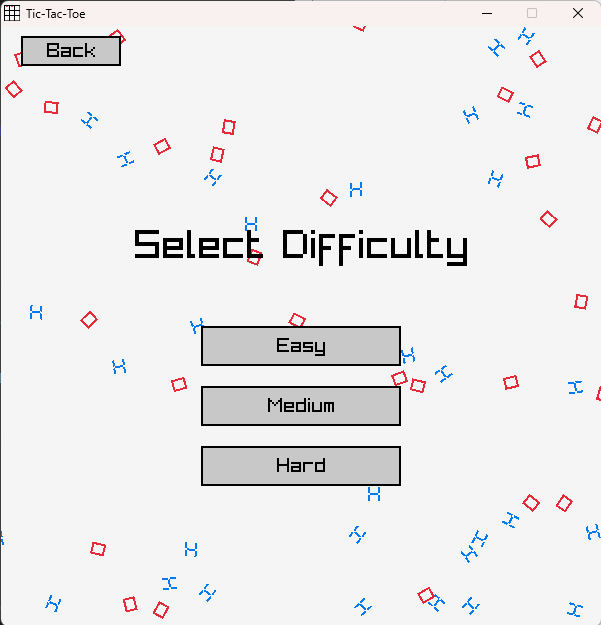 Tic-Tac-Toe
Back
Select Difficulty
Easy
Medium
Hard